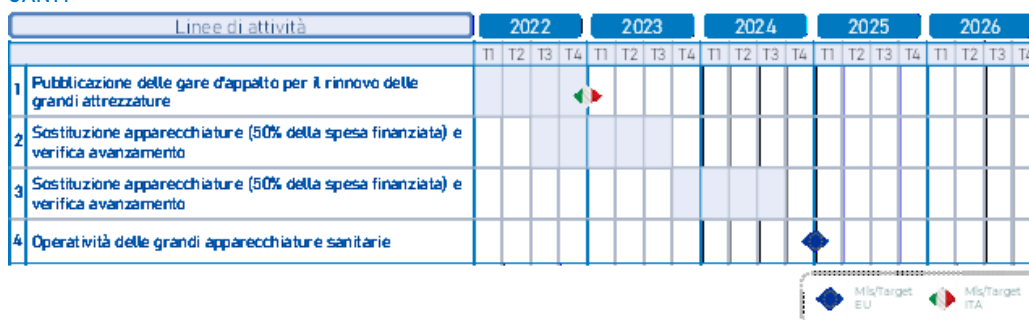 Linee di attività 2022 2023 2024 2025 2026
T1 T2 T3 T4 T1 T2 T3 T4 T1 T2 T3 T4 T1 T2 T3 T4 T1 T2 T3 T4
1 Pubblicazione delle gare d'appalto per il rinnovo delle
grandi attrezzature
2 Sostituzione apparecchiature (50% della spesa finanziata) e
verifica avanzamento
3 Sostituzione apparecchiature (50% della spesa finanziata) e
verifica avanzamento
4 Operatività delle grandi apparecchiature sanitarie
Mls/Target
EU
Mls/Target
ITA